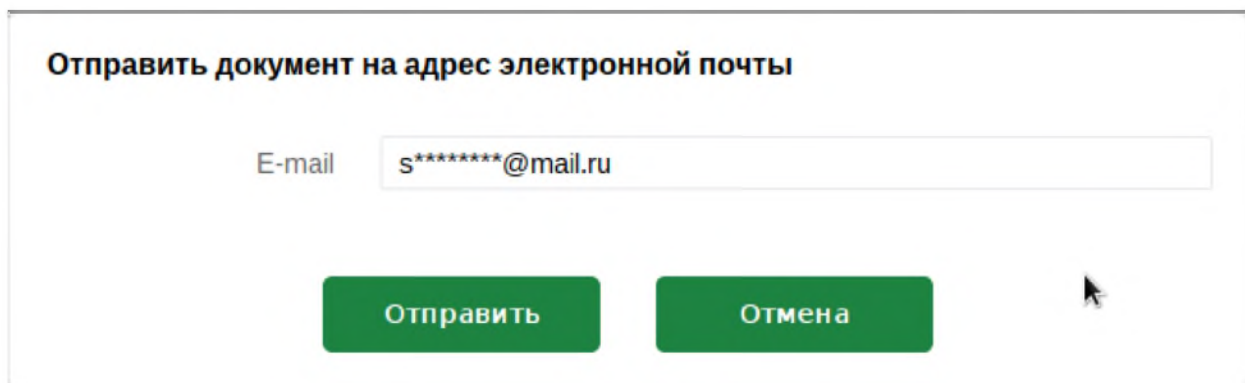 Отправить документ на адрес электронной почты
E-mail s********@mail.ru
Отправить Отмена